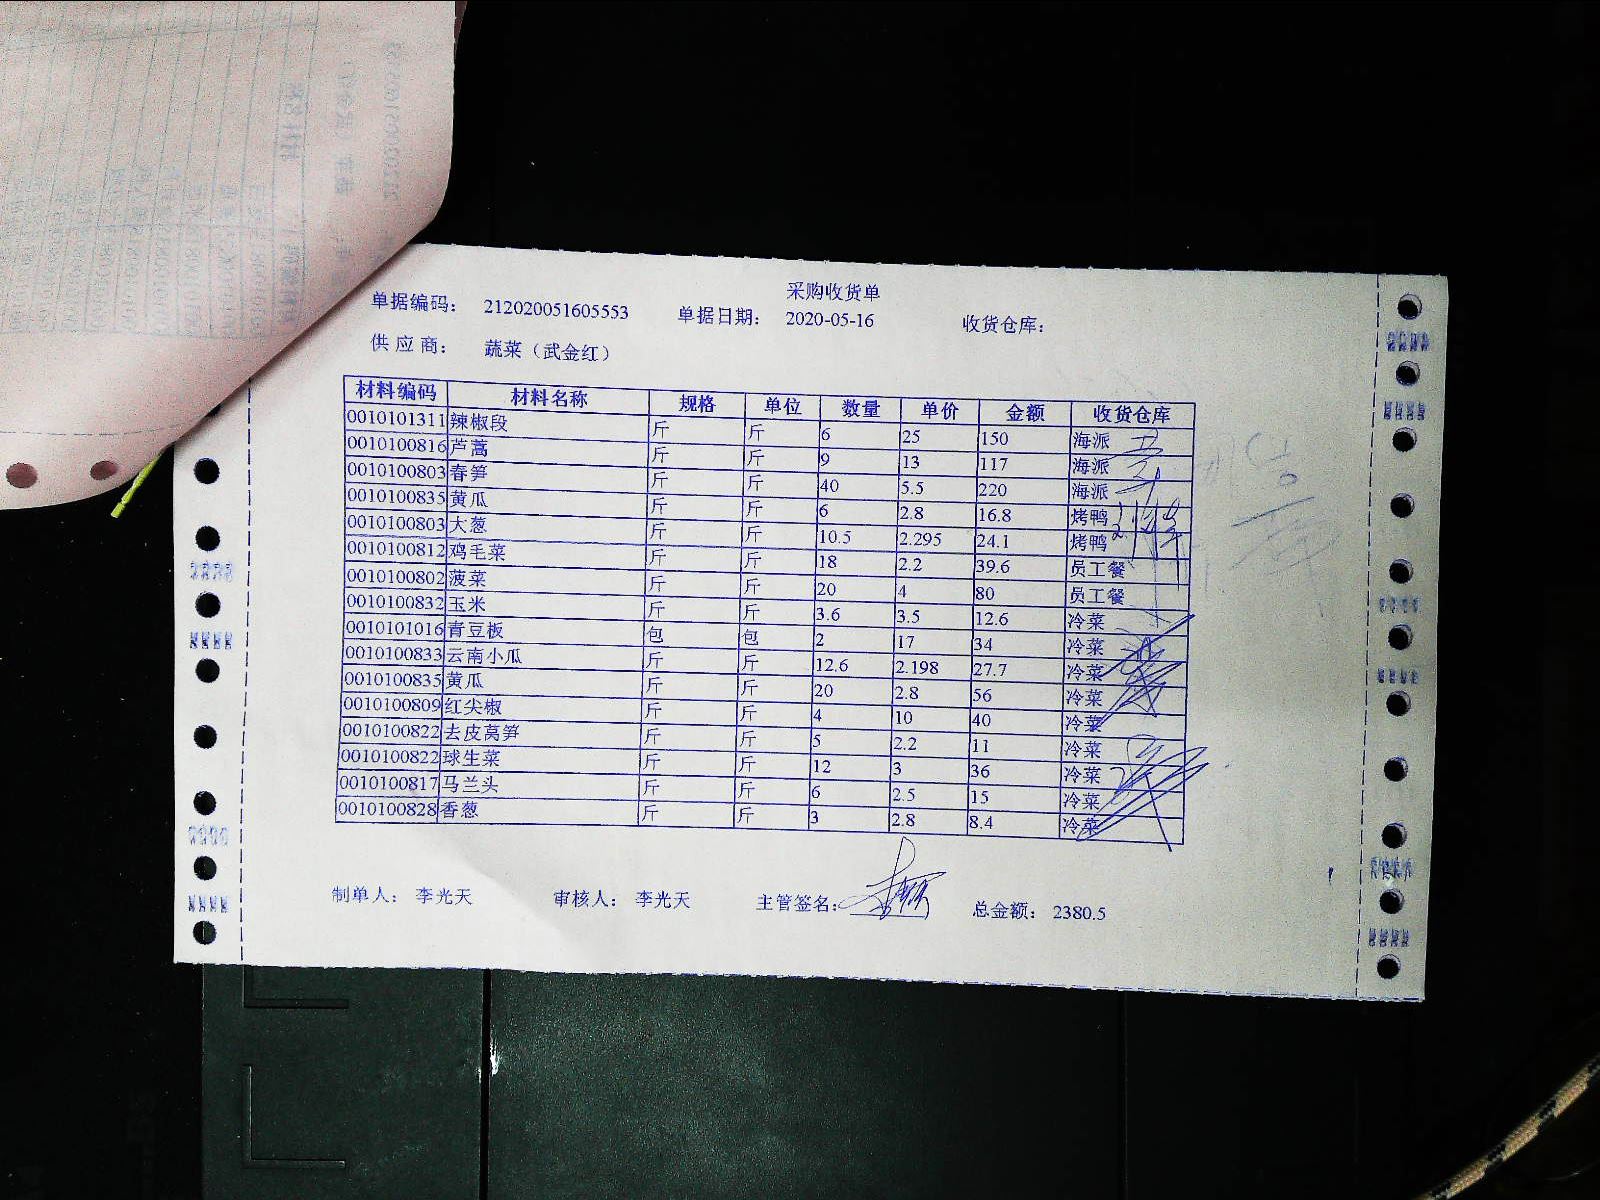 采购收货单
单据编码： 212020051605553 单据日期： 2020-05-16 收货仓库：
供应商： 蔬菜（武金红）
材料编码 材料名称 规格 单位 数量 单价 金额 收货仓库
0010101311 辣椒段 斤 斤 6 25 150 海派
0010100816 芦蒿 斤 斤 9 13 117 海派
0010100803 春笋 斤 斤 40 5.5 220 海派
0010100835 黄瓜 斤 斤 6 2.8 16.8 烤鸭
0010100803 大葱 斤 斤 10.5 2.295 24.1 烤鸭
0010100812 鸡毛菜 斤 斤 18 2.2 39.6 员工餐
0010100802 菠菜 斤 斤 20 4 80 员工餐
0010100832 玉米 斤 斤 3.6 3.5 12.6 冷菜
0010101016 青豆板 包 包 2 17 34 冷菜
0010100833 云南小瓜 斤 斤 12.6 2.198 27.7 冷菜
0010100835 黄瓜 斤 斤 20 2.8 56 冷菜
0010100809 红尖椒 斤 斤 4 10 40 冷菜
0010100822 去皮莴笋 斤 斤 5 2.2 11 冷菜
0010100822 球生菜 斤 斤 12 3 36 冷菜
0010100817 马兰头 斤 斤 6 2.5 15 冷菜
0010100828 香葱 斤 斤 3 2.8 8.4 冷菜
制单人： 李光天 审核人： 李光天 主管签名： 总金额： 2380.5